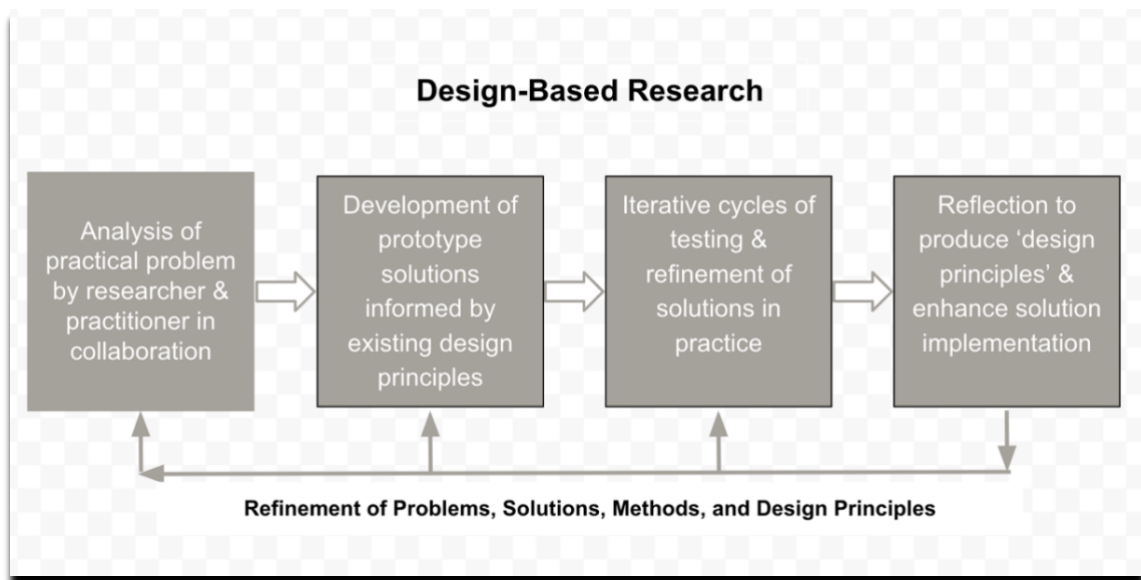 Design-Based Research
Analysis of
practical problem
by researcher &
practitioner in
collaboration
Development of
prototype
solutions
informed by
existing design
principles
Iterative cycles of
testing &
refinement of
solutions in
practice
Reflection to
produce ‘design
principles’ &
enhance solution
implementation
Refinement of Problems, Solutions, Methods, and Design Principles